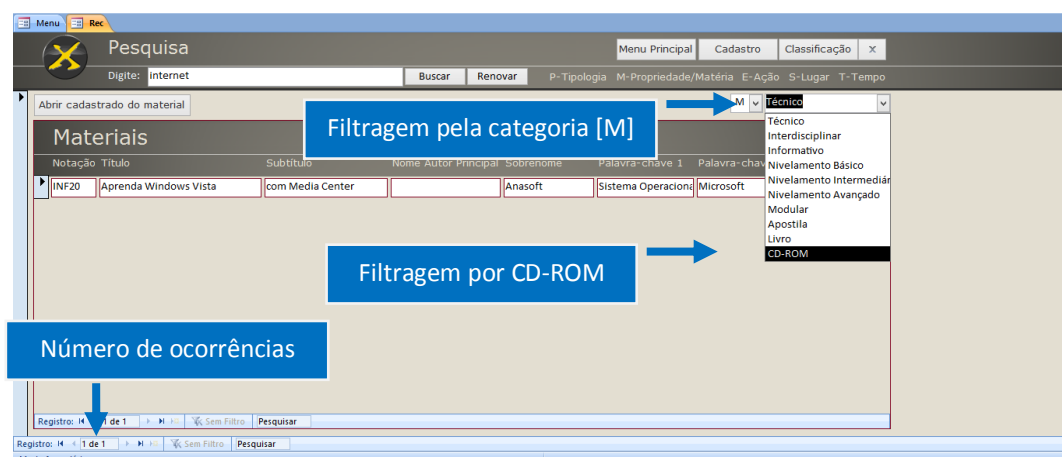 Menu Rec
Pesquisa
Menu Principal Cadastro Classificação X
Digite: internet Buscar Renovar P-Tipologia M-Propriedade/Matéria E-Ação S-Lugar T-Tempo
Abrir cadastrado do material
M Técnico
Filtragem pela categoria [M]
Técnico
Interdisciplinar
Informativo
Nivelamento Básico
Nivelamento Intermediár
Nivelamento Avançado
Modular
Apostila
Livro
CD-ROM
Materiais
Notação Título Subtítulo Nome Autor Principal Sobrenome Palavra-chave 1 Palavra-chav
INF20 Aprenda Windows Vista com Media Center Anasoft Sistema Operaciona Microsoft
Filtragem por CD-ROM
Número de ocorrências
Registro: 1 de 1 Sem Filtro Pesquisar
Registro: 1 de 1 Sem Filtro Pesquisar